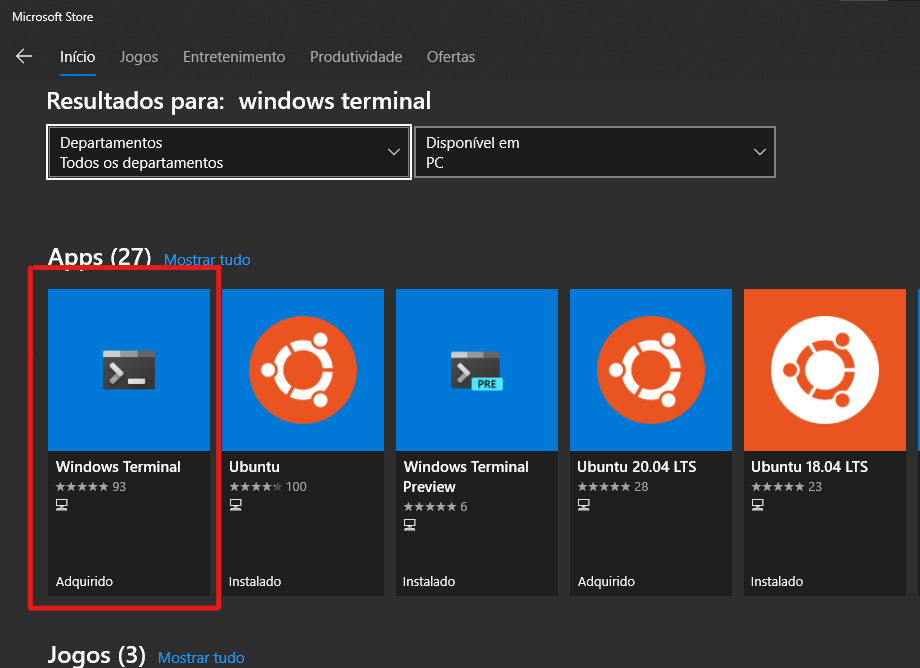 Microsoft Store
Início Jogos Entretenimento Produtividade Ofertas
Resultados para: windows terminal
Departamentos
Todos os departamentos
Disponível em
PC
Apps (27) Mostrar tudo
PRE
Windows Terminal
93
Adquirido
Ubuntu
100
Instalado
Windows Terminal
Preview
6
Instalado
Ubuntu 20.04 LTS
28
Adquirido
Ubuntu 18.04 LTS
23
Instalado
Jogos (3) Mostrar tudo